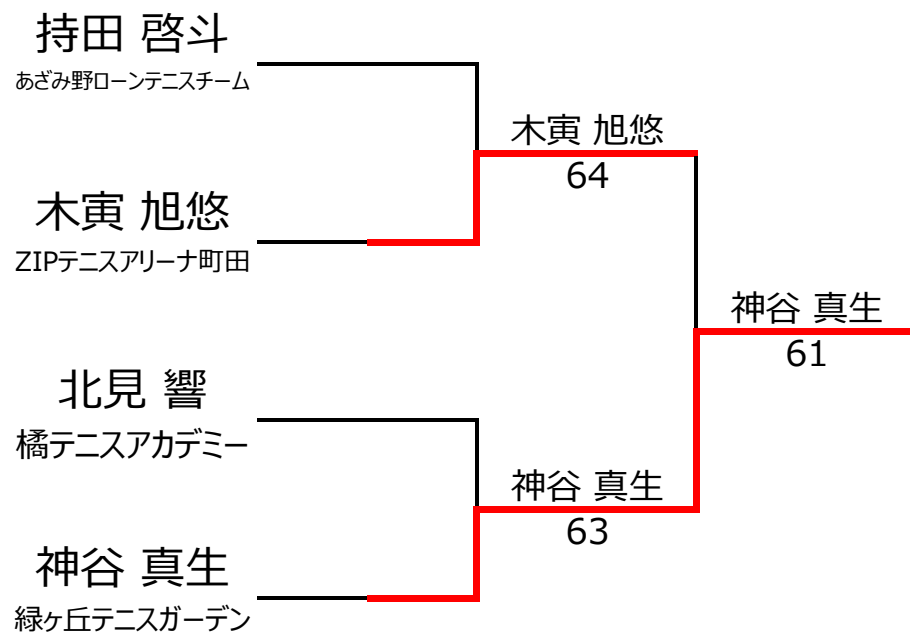 持田 啓斗
あざみ野ローンテニスチーム
木寅 旭悠
64
木寅 旭悠
ZIPテニスアリーナ町田
神谷 真生
61
北見 響
橘テニスアカデミー
神谷 真生
63
神谷 真生
緑ヶ丘テニスガーデン